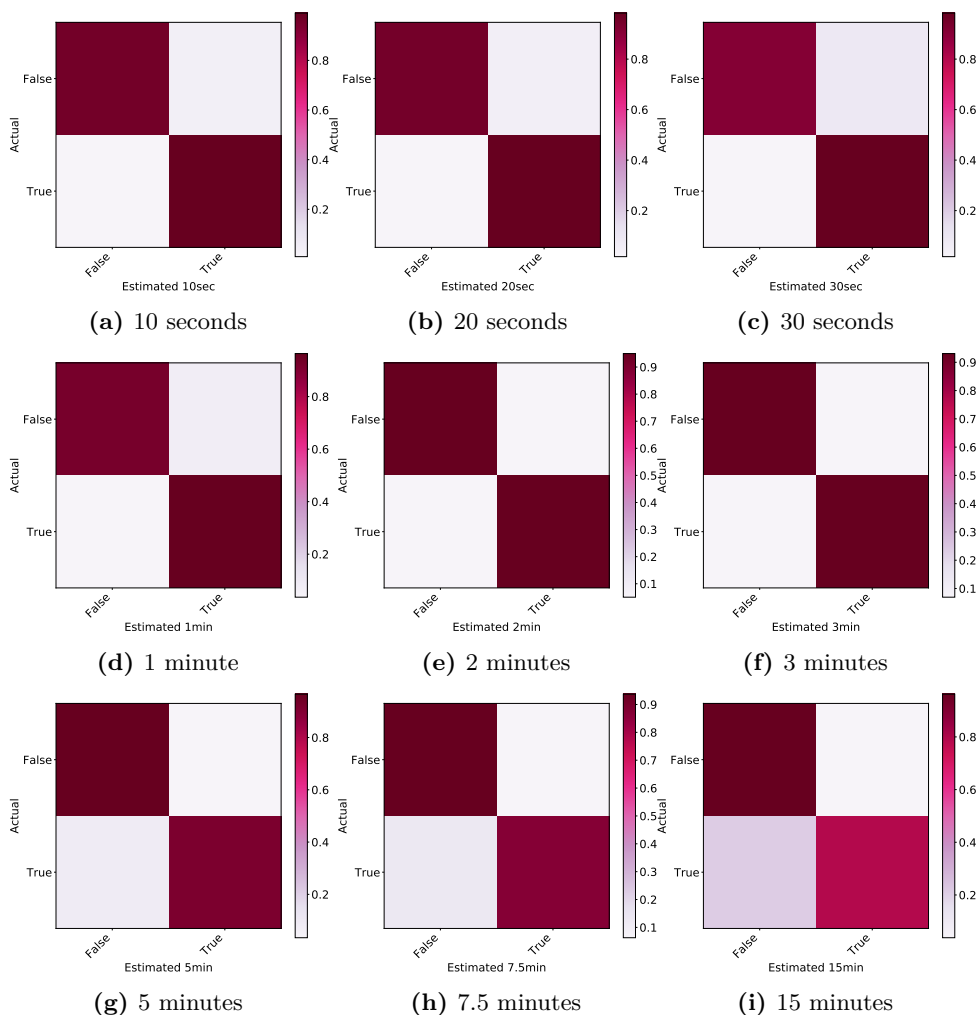 False
True
Actual
False
True
Estimated 10sec
0.8
0.6
0.4
0.2
(a) 10 seconds
False
True
Actual
False
True
Estimated 20sec
0.8
0.6
0.4
0.2
(b) 20 seconds
False
True
Actual
False
True
Estimated 30sec
0.8
0.6
0.4
0.2
(c) 30 seconds
False
True
Actual
False
True
Estimated 1min
0.8
0.6
0.4
0.2
(d) 1 minute
False
True
Actual
False
True
Estimated 2min
0.9
0.8
0.7
0.6
0.5
0.4
0.3
0.2
0.1
(e) 2 minutes
False
True
Actual
False
True
Estimated 3min
0.9
0.8
0.7
0.6
0.5
0.4
0.3
0.2
0.1
(f) 3 minutes
False
True
Actual
False
True
Estimated 5min
0.8
0.6
0.4
0.2
(g) 5 minutes
False
True
Actual
False
True
Estimated 7.5min
0.9
0.8
0.7
0.6
0.5
0.4
0.3
0.2
0.1
(h) 7.5 minutes
False
True
Actual
False
True
Estimated 15min
0.8
0.6
0.4
0.2
(i) 15 minutes